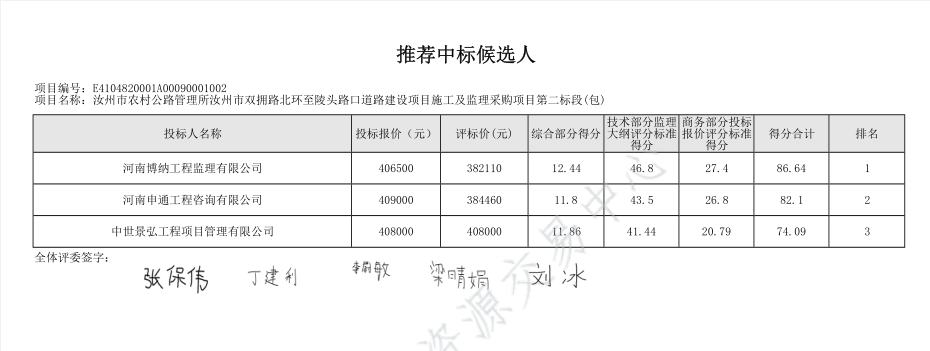 推荐中标候选人
项目编号: E4104820001A00090001002
项目名称: 汝州市农村公路管理所汝州市双拥路北环至陵头路口道路建设项目施工及监理采购项目第二标段(包)
投标人名称 投标报价（元） 评标价(元) 综合部分得分 技术部分监理大纲评分标准得分 商务部分投标报价评分标准得分 得分合计 排名
河南博纳工程监理有限公司 406500 382110 12.44 46.8 27.4 86.64 1
河南申通工程咨询有限公司 409000 384460 11.8 43.5 26.8 82.1 2
中世景弘工程项目管理有限公司 408000 408000 11.86 41.44 20.79 74.09 3
全体评委签字:
张保伟 丁建利 敏 梁晴娟 刘冰
资源交易中心